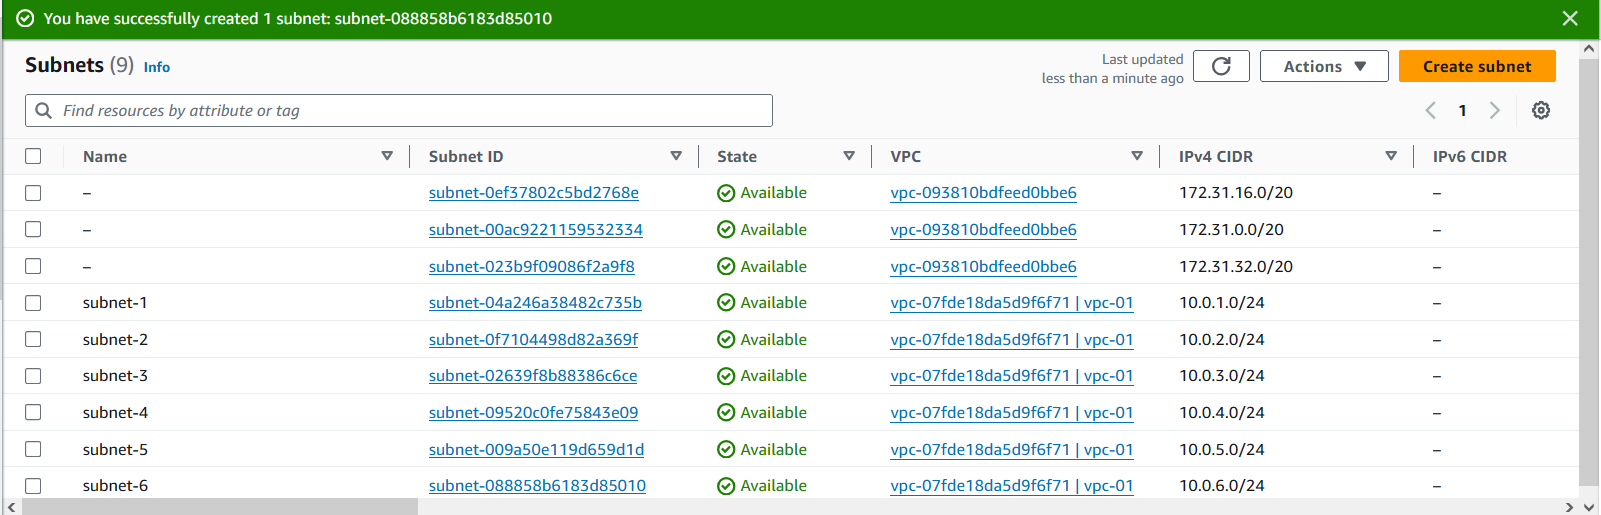 You have successfully created 1 subnet: subnet-088858b6183d85010
Subnets (9) Info
Last updated
less than a minute ago
Actions
Create subnet
Find resources by attribute or tag
1
Name Subnet ID State VPC IPv4 CIDR IPv6 CIDR
– subnet-0ef37802c5bd2768e Available vpc-093810bdfeed0bbe6 172.31.16.0/20 –
– subnet-00ac9221159532334 Available vpc-093810bdfeed0bbe6 172.31.0.0/20 –
– subnet-023b9f09086f2a9f8 Available vpc-093810bdfeed0bbe6 172.31.32.0/20 –
subnet-1 subnet-04a246a38482c735b Available vpc-07fde18da5d9f6f71 | vpc-01 10.0.1.0/24 –
subnet-2 subnet-0f7104498d82a369f Available vpc-07fde18da5d9f6f71 | vpc-01 10.0.2.0/24 –
subnet-3 subnet-02639f8b88386c6ce Available vpc-07fde18da5d9f6f71 | vpc-01 10.0.3.0/24 –
subnet-4 subnet-09520c0fe75843e09 Available vpc-07fde18da5d9f6f71 | vpc-01 10.0.4.0/24 –
subnet-5 subnet-009a50e119d659d1d Available vpc-07fde18da5d9f6f71 | vpc-01 10.0.5.0/24 –
subnet-6 subnet-088858b6183d85010 Available vpc-07fde18da5d9f6f71 | vpc-01 10.0.6.0/24 –